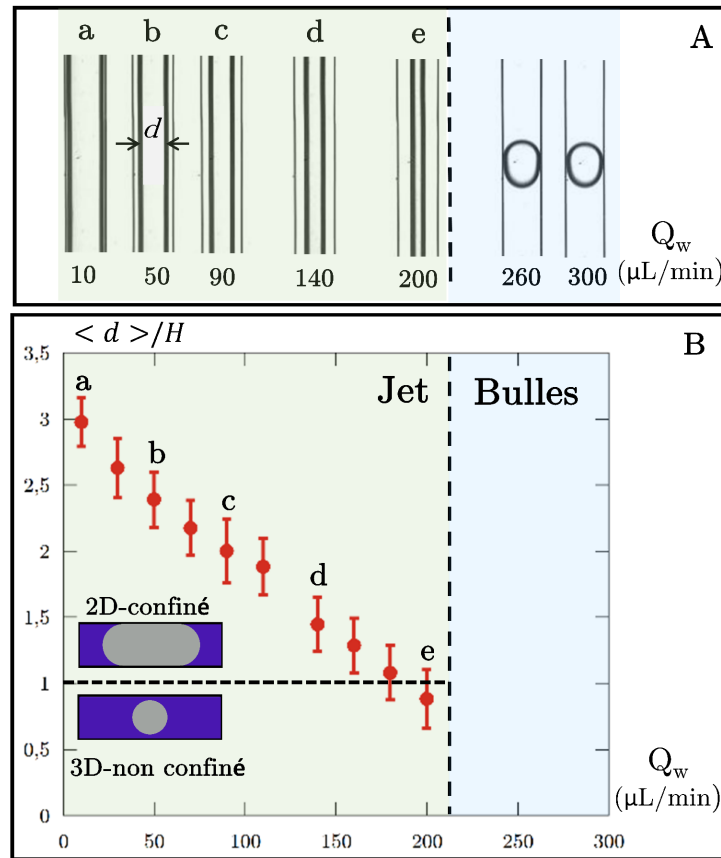 A
a b c d e
d
10 50 90 140 200 260 300
Q_w
(μL/min)
B
< d > /H
3,5
3
2,5
2
1,5
1
0,5
0
Jet
Bulles
a
b
c
d
e
2D-confiné
3D-non confiné
Q_w
(μL/min)
0 50 100 150 200 250 300